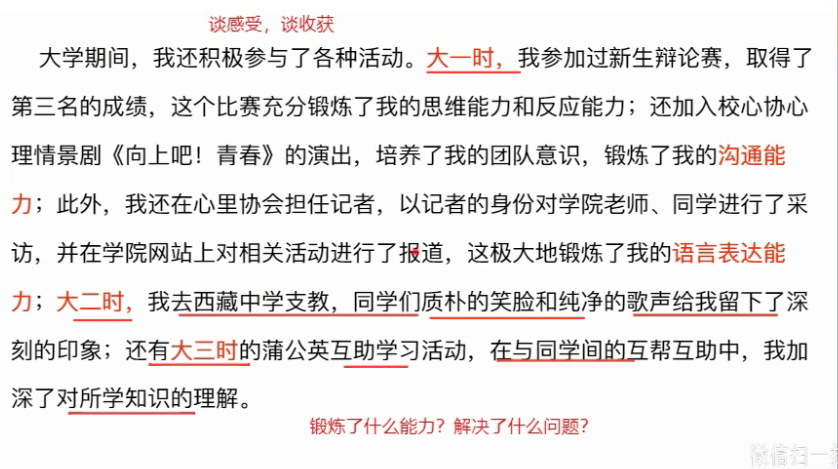 谈感受，谈收获
大学期间，我还积极参与了各种活动。大一时，我参加过新生辩论赛，取得了
第三名的成绩，这个比赛充分锻炼了我的思维能力和反应能力；还加入校心协心
理情景剧《向上吧！青春》的演出，培养了我的团队意识，锻炼了我的沟通能
力；此外，我还在心里协会担任记者，以记者的身份对学院老师、同学进行了采
访，并在学院网站上对相关活动进行了报道，这极大地锻炼了我的语言表达能
力；大二时，我去西藏中学支教，同学们质朴的笑脸和纯净的歌声给我留下了深
刻的印象；还有大三时的蒲公英互助学习活动，在与同学间的互帮互助中，我加
深了对所学知识的理解。
锻炼了什么能力？解决了什么问题？
微信扫一